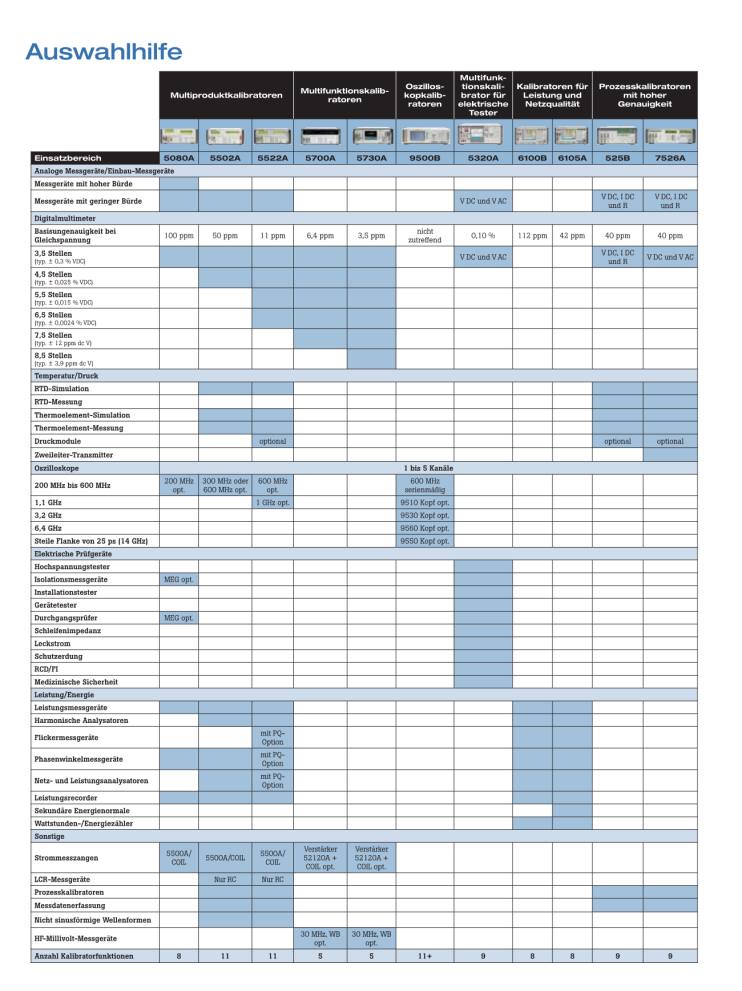 Auswahlhilfe
Multiproduktkalibratoren
Multifunktionskalib-
ratoren
Oszillos-
kopkalib-
ratoren
Multifunk-
tionskali-
brator für
elektrische
Tester
Kalibratoren für
Leistung und
Netzqualität
Prozesskalibratoren
mit hoher
Genauigkeit
Einsatzbereich 5080A 5502A 5522A 5700A 5730A 9500B 5320A 6100B 6105A 525B 7526A
Analoge Messgeräte/Einbau-Messgeräte
Messgeräte mit hoher Bürde
Messgeräte mit geringer Bürde V DC und V AC V DC, I DC und R V DC, I DC und R
Digitalmultimeter
Basisungenauigkeit bei Gleichspannung 100 ppm 50 ppm 11 ppm 6,4 ppm 3,5 ppm nicht zutreffend 0,10 % 112 ppm 42 ppm 40 ppm 40 ppm
3,5 Stellen V DC und V AC V DC, I DC und R V DC und V AC
(typ. ± 0,3 % VDC)
4,5 Stellen
(typ. ± 0,025 % VDC)
5,5 Stellen
(typ. ± 0,015 % VDC)
6,5 Stellen
(typ. ± 0,0024 % VDC)
7,5 Stellen
(typ. ± 12 ppm dc V)
8,5 Stellen
(typ. ± 3,9 ppm dc V)
Temperatur/Druck
RTD-Simulation
RTD-Messung
Thermoelement-Simulation
Thermoelement-Messung
Druckmodule optional optional optional
Zweileiter-Transmitter
Oszilloskope 1 bis 5 Kanäle
200 MHz bis 600 MHz 200 MHz opt. 300 MHz oder 600 MHz opt. 600 MHz opt. 600 MHz serienmäßig
1,1 GHz 1 GHz opt. 9510 Kopf opt.
3,2 GHz 9530 Kopf opt.
6,4 GHz 9560 Kopf opt.
Steile Flanke von 25 ps (14 GHz) 9550 Kopf opt.
Elektrische Prüfgeräte
Hochspannungstester
Isolationsmessgeräte MEG opt.
Installationstester
Gerätetester
Durchgangsprüfer MEG opt.
Schleifenimpedanz
Leckstrom
Schutzerdung
RCD/FI
Medizinische Sicherheit
Leistung/Energie
Leistungsmessgeräte
Harmonische Analysatoren
Flickermessgeräte mit PQ-Option
Phasenwinkelmessgeräte mit PQ-Option
Netz- und Leistungsanalysatoren mit PQ-Option
Leistungsrecorder
Sekundäre Energienormale
Wattstunden-/Energiezähler
Sonstige
Strommesszangen 5500A/COIL 5500A/COIL 5500A/COIL Verstärker 52120A + COIL opt. Verstärker 52120A + COIL opt.
LCR-Messgeräte Nur RC Nur RC
Prozesskalibratoren
Messdatenerfassung
Nicht sinusförmige Wellenformen
HF-Millivolt-Messgeräte 30 MHz, WB opt. 30 MHz, WB opt.
Anzahl Kalibratorfunktionen 8 11 11 5 5 11+ 9 8 8 9 9